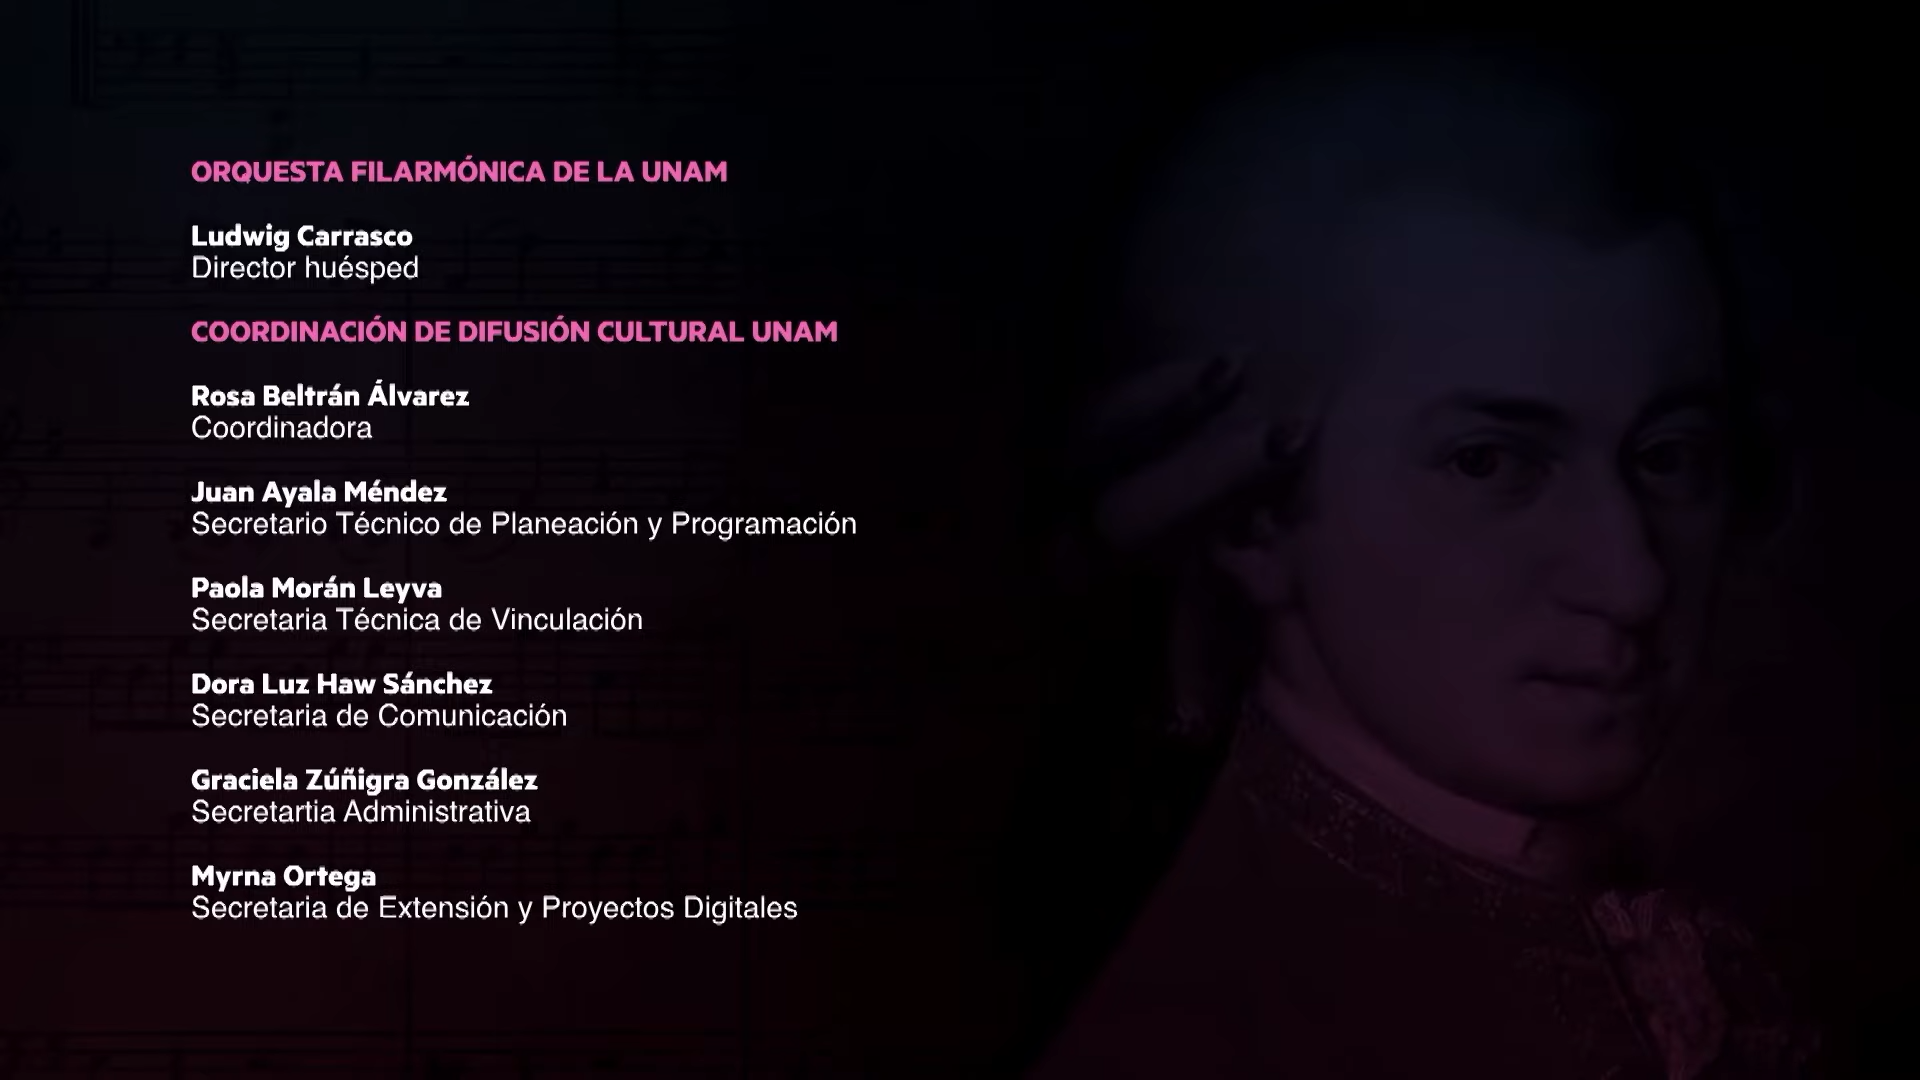 ORQUESTA FILARMÓNICA DE LA UNAM
Ludwig Carrasco
Director huésped
COORDINACIÓN DE DIFUSIÓN CULTURAL UNAM
Rosa Beltrán Álvarez
Coordinadora
Juan Ayala Méndez
Secretario Técnico de Planeación y Programación
Paola Morán Leyva
Secretaria Técnica de Vinculación
Dora Luz Haw Sánchez
Secretaria de Comunicación
Graciela Zúñigra González
Secretartia Administrativa
Myrna Ortega
Secretaria de Extensión y Proyectos Digitales